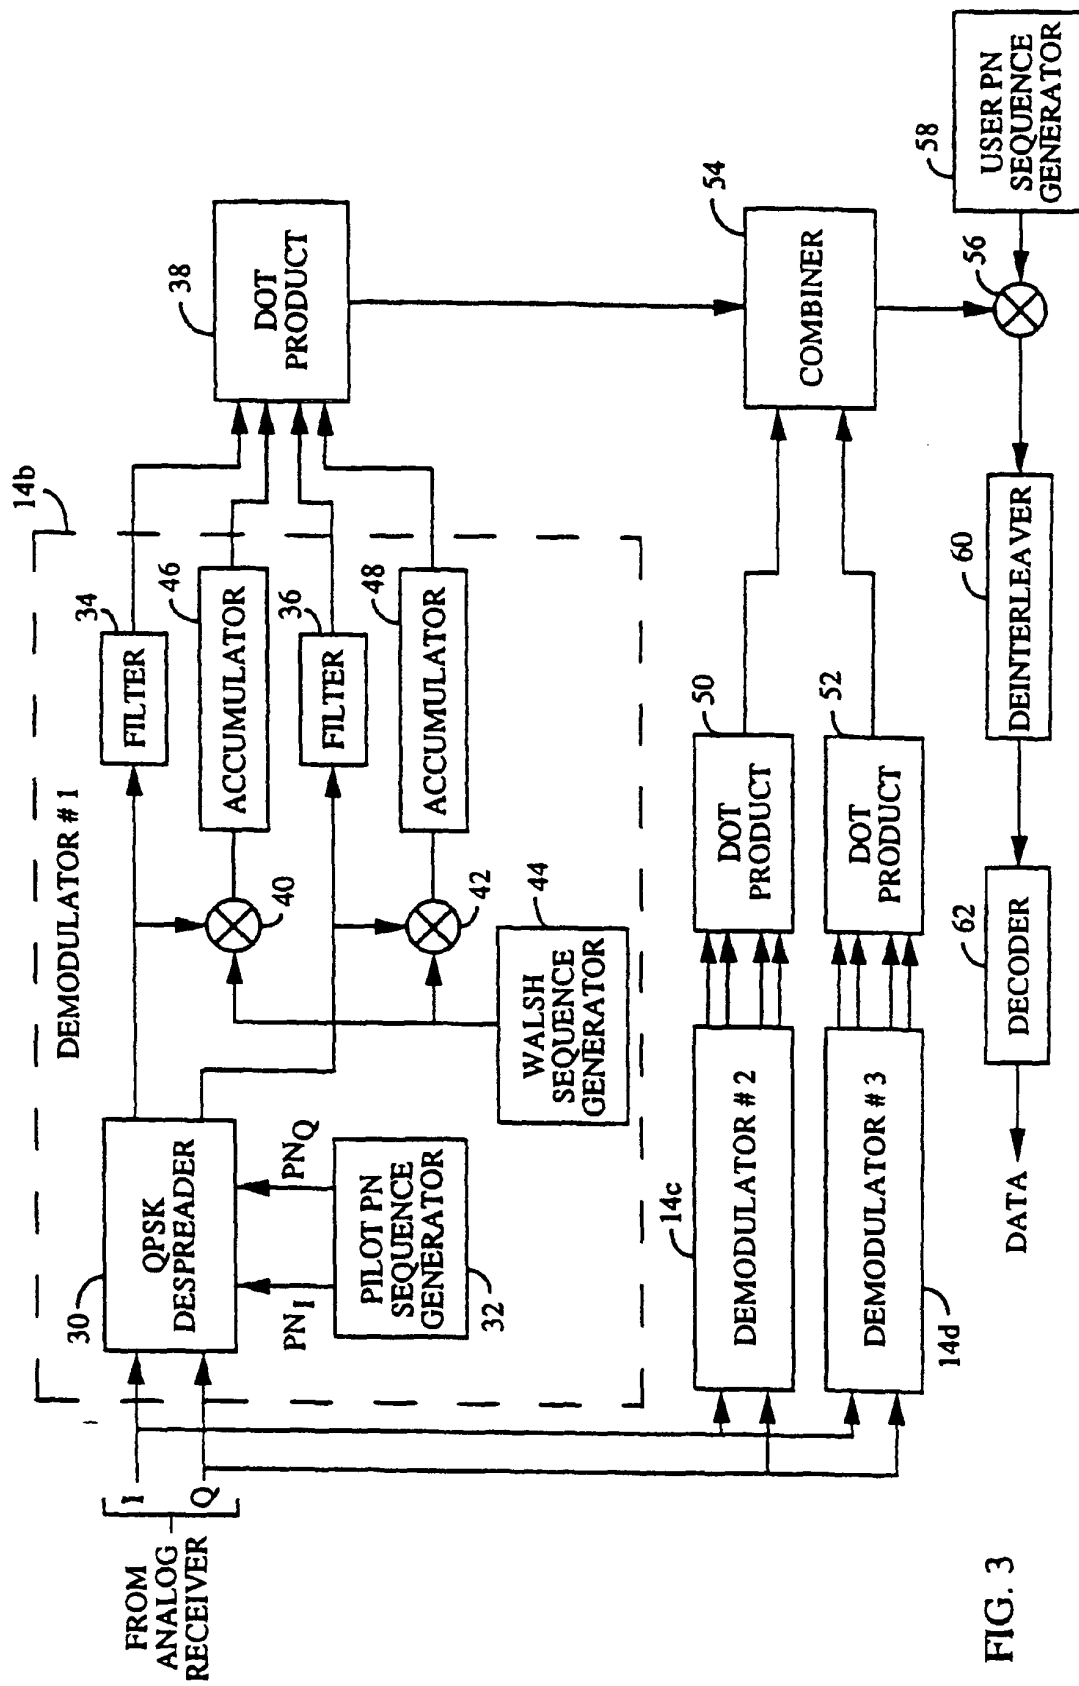 FROM
ANALOG
RECEIVER
I
Q
DEMODULATOR # 1
14b
30
QPSK
DESPREADER
PN_I
PN_Q
PILOT PN
SEQUENCE
GENERATOR
32
FILTER
34
40
ACCUMULATOR
46
FILTER
36
42
ACCUMULATOR
48
WALSH
SEQUENCE
GENERATOR
44
DOT
PRODUCT
38
14c
DEMODULATOR # 2
DOT
PRODUCT
50
DEMODULATOR # 3
14d
DOT
PRODUCT
52
COMBINER
54
56
USER PN
SEQUENCE
GENERATOR
58
DEINTERLEAVER
60
DECODER
62
DATA
FIG. 3